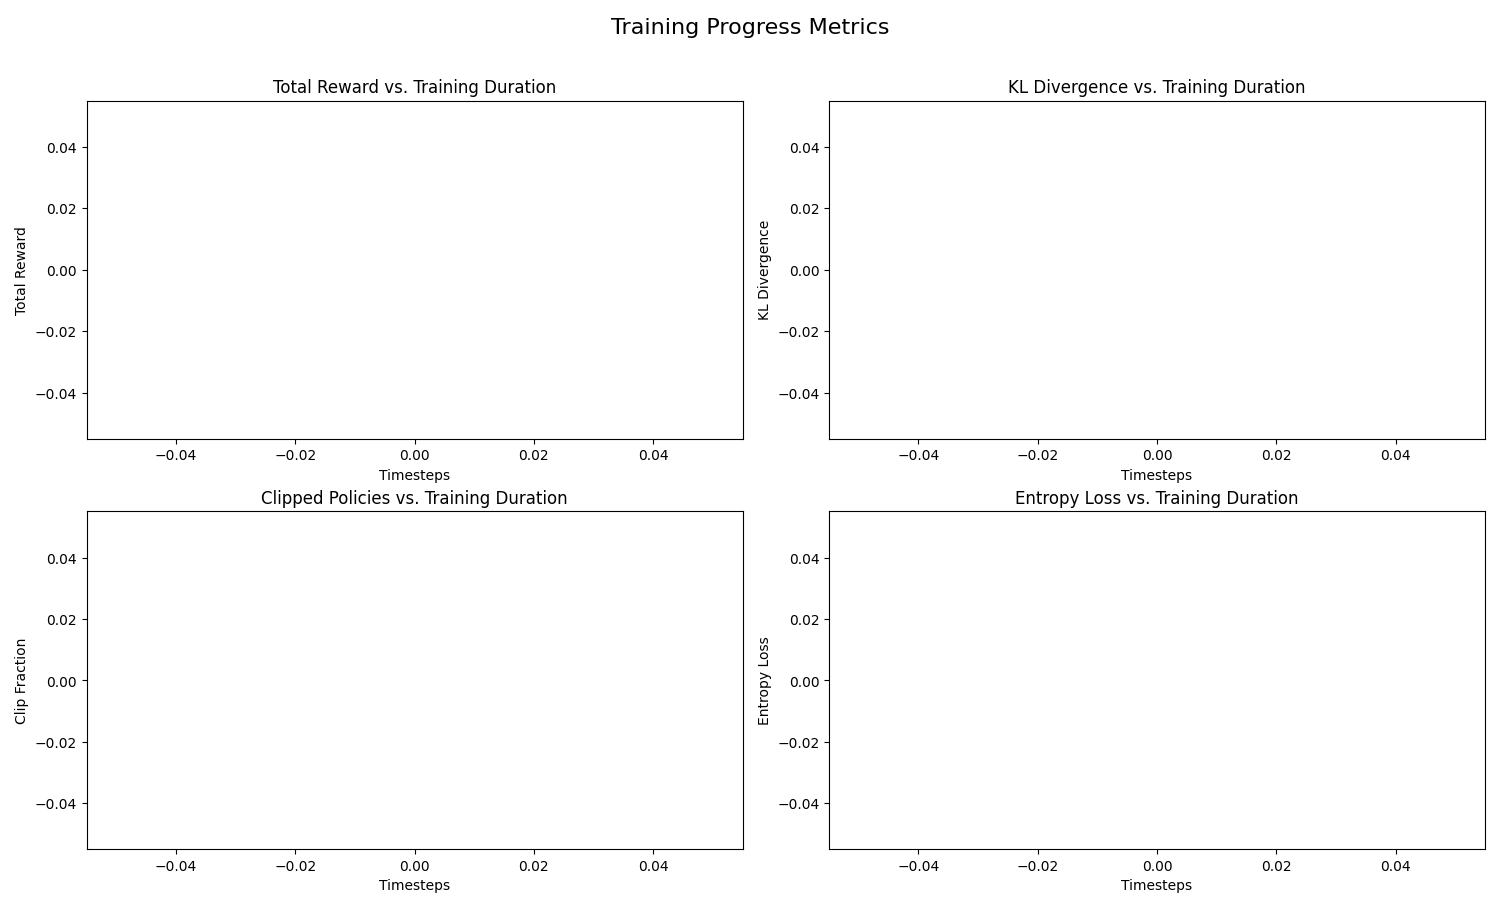 Training Progress Metrics
Total Reward vs. Training Duration
0.04
0.02
0.00
−0.02
−0.04
Total Reward
−0.04 −0.02 0.00 0.02 0.04
Timesteps
KL Divergence vs. Training Duration
0.04
0.02
0.00
−0.02
−0.04
KL Divergence
−0.04 −0.02 0.00 0.02 0.04
Timesteps
Clipped Policies vs. Training Duration
0.04
0.02
0.00
−0.02
−0.04
Clip Fraction
−0.04 −0.02 0.00 0.02 0.04
Timesteps
Entropy Loss vs. Training Duration
0.04
0.02
0.00
−0.02
−0.04
Entropy Loss
−0.04 −0.02 0.00 0.02 0.04
Timesteps